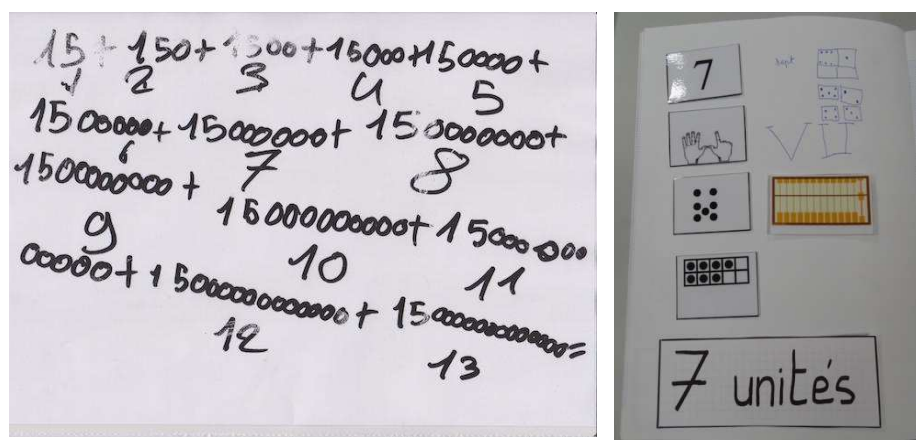 15 + 150 + 1500 + 15000 + 150000 +
1 2 3 4 5
1500000 + 15000000 + 150000000 +
6 7 8
1500000000 +
9
15000000000 + 15000000
10 11
00000 + 1500000000000 + 15000000000000 =
12
13
7 sept
VII
7 unités